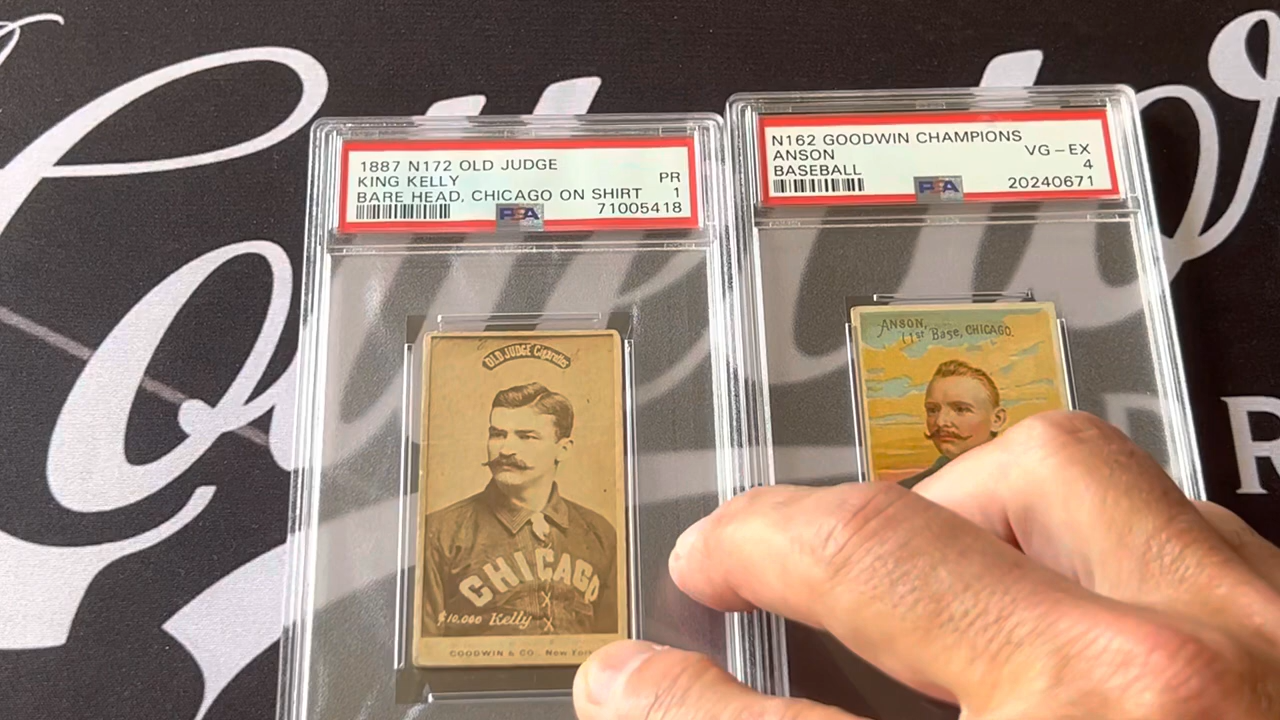 1887 N172 OLD JUDGE
KING KELLY PR
BARE HEAD, CHICAGO ON SHIRT 1
PSA 71005418
N162 GOODWIN CHAMPIONS
ANSON VG-EX
BASEBALL 4
PSA 20240671
OLD JUDGE Cigarettes
CHICAGO
$10,000 Kelly
GOODWIN & CO. New York
ANSON,
1st Base, CHICAGO.
R